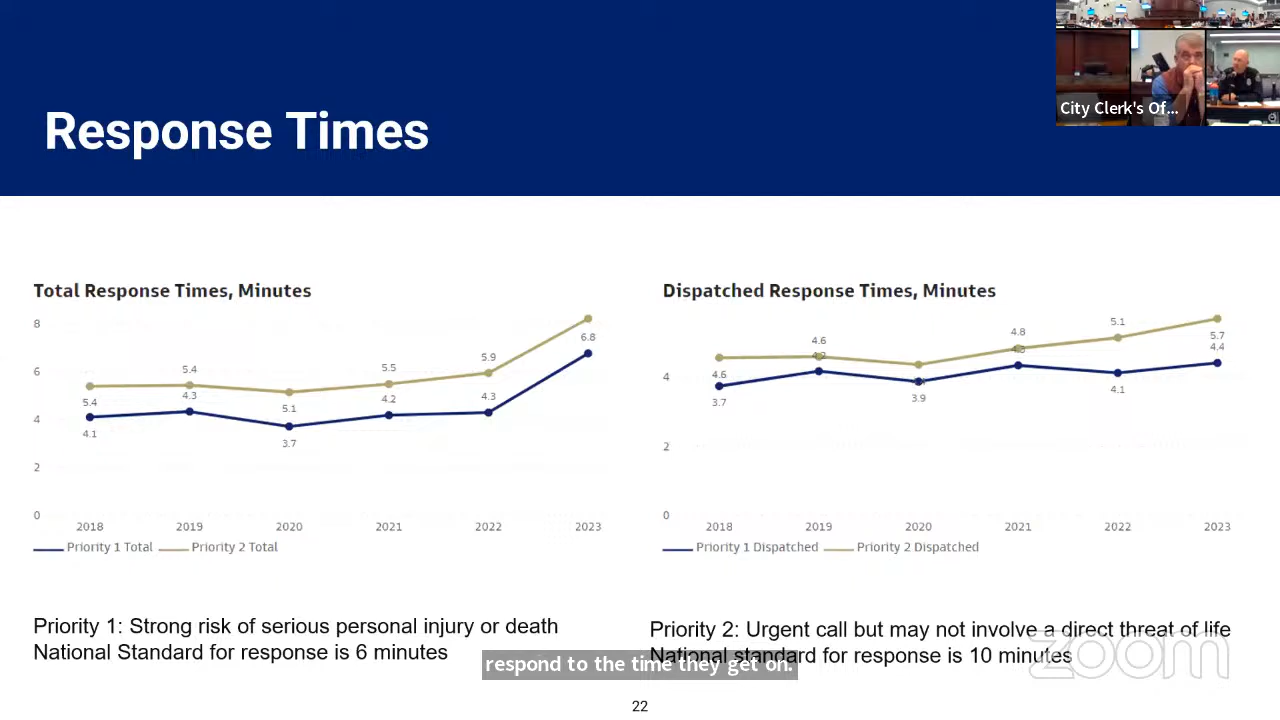 City Clerk's Of...
Response Times
Total Response Times, Minutes
8
6
4
2
0
5.4
4.1
5.4
4.3
5.1
3.7
5.5
4.2
5.9
4.3
6.8
2018 2019 2020 2021 2022 2023
Priority 1 Total Priority 2 Total
Dispatched Response Times, Minutes
4
2
0
4.6
3.7
4.6
4.2
3.9
4.8
4.3
5.1
4.1
5.7
4.4
2018 2019 2020 2021 2022 2023
Priority 1 Dispatched Priority 2 Dispatched
Priority 1: Strong risk of serious personal injury or death
National Standard for response is 6 minutes
Priority 2: Urgent call but may not involve a direct threat of life
National standard for response is 10 minutes
respond to the time they get on.
zoom
22